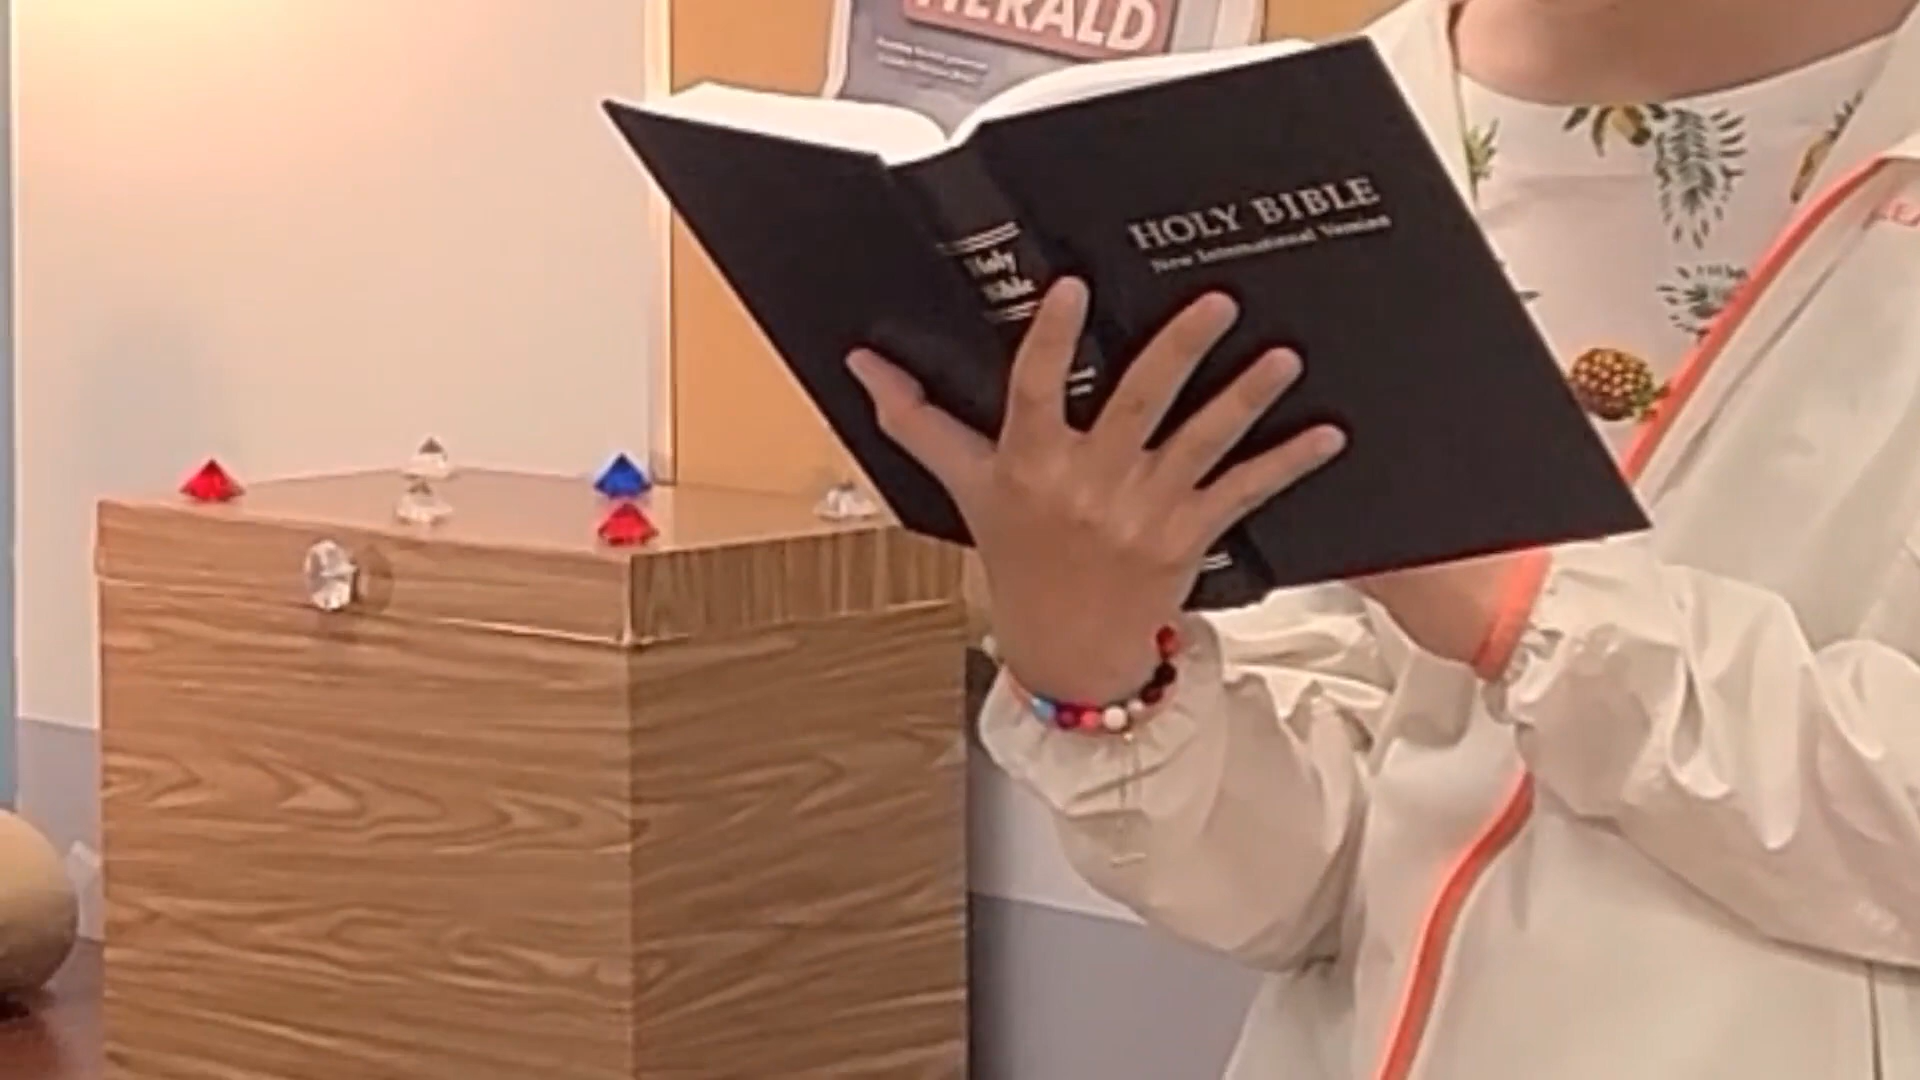 HERALD
HOLY BIBLE
New International Version
Holy
Bible